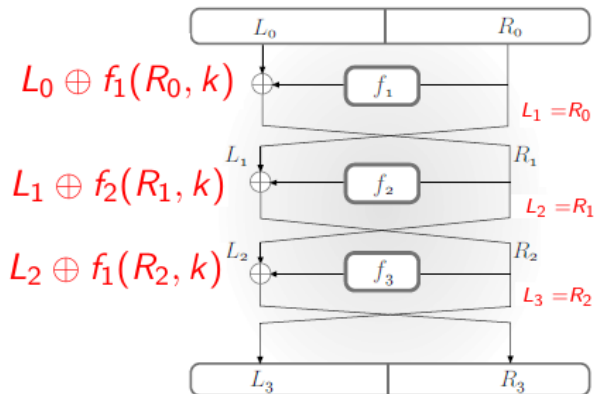 L₀ R₀
L₀ ⊕ f₁(R₀, k) f₁
L₁ = R₀
L₁ R₁
L₁ ⊕ f₂(R₁, k) f₂
L₂ = R₁
L₂ R₂
L₂ ⊕ f₁(R₂, k) f₃
L₃ = R₂
L₃ R₃